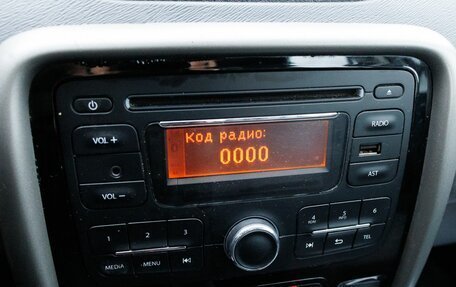 Код радио:
0000
VOL +
VOL −
RADIO
AST
1
2
3
4
5
6
MEDIA
MENU
TEL